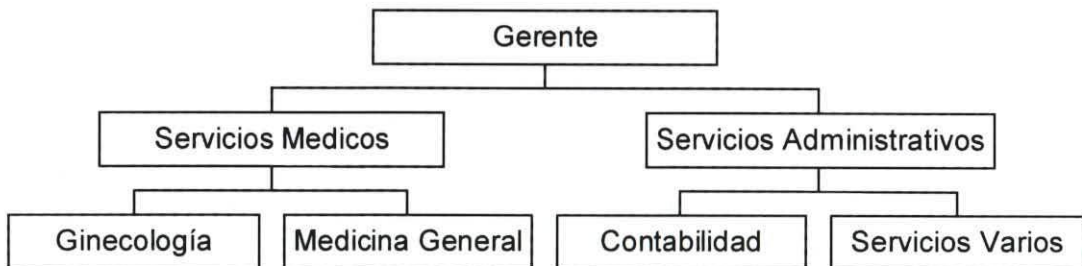 Gerente
Servicios Medicos
Servicios Administrativos
Ginecología
Medicina General
Contabilidad
Servicios Varios